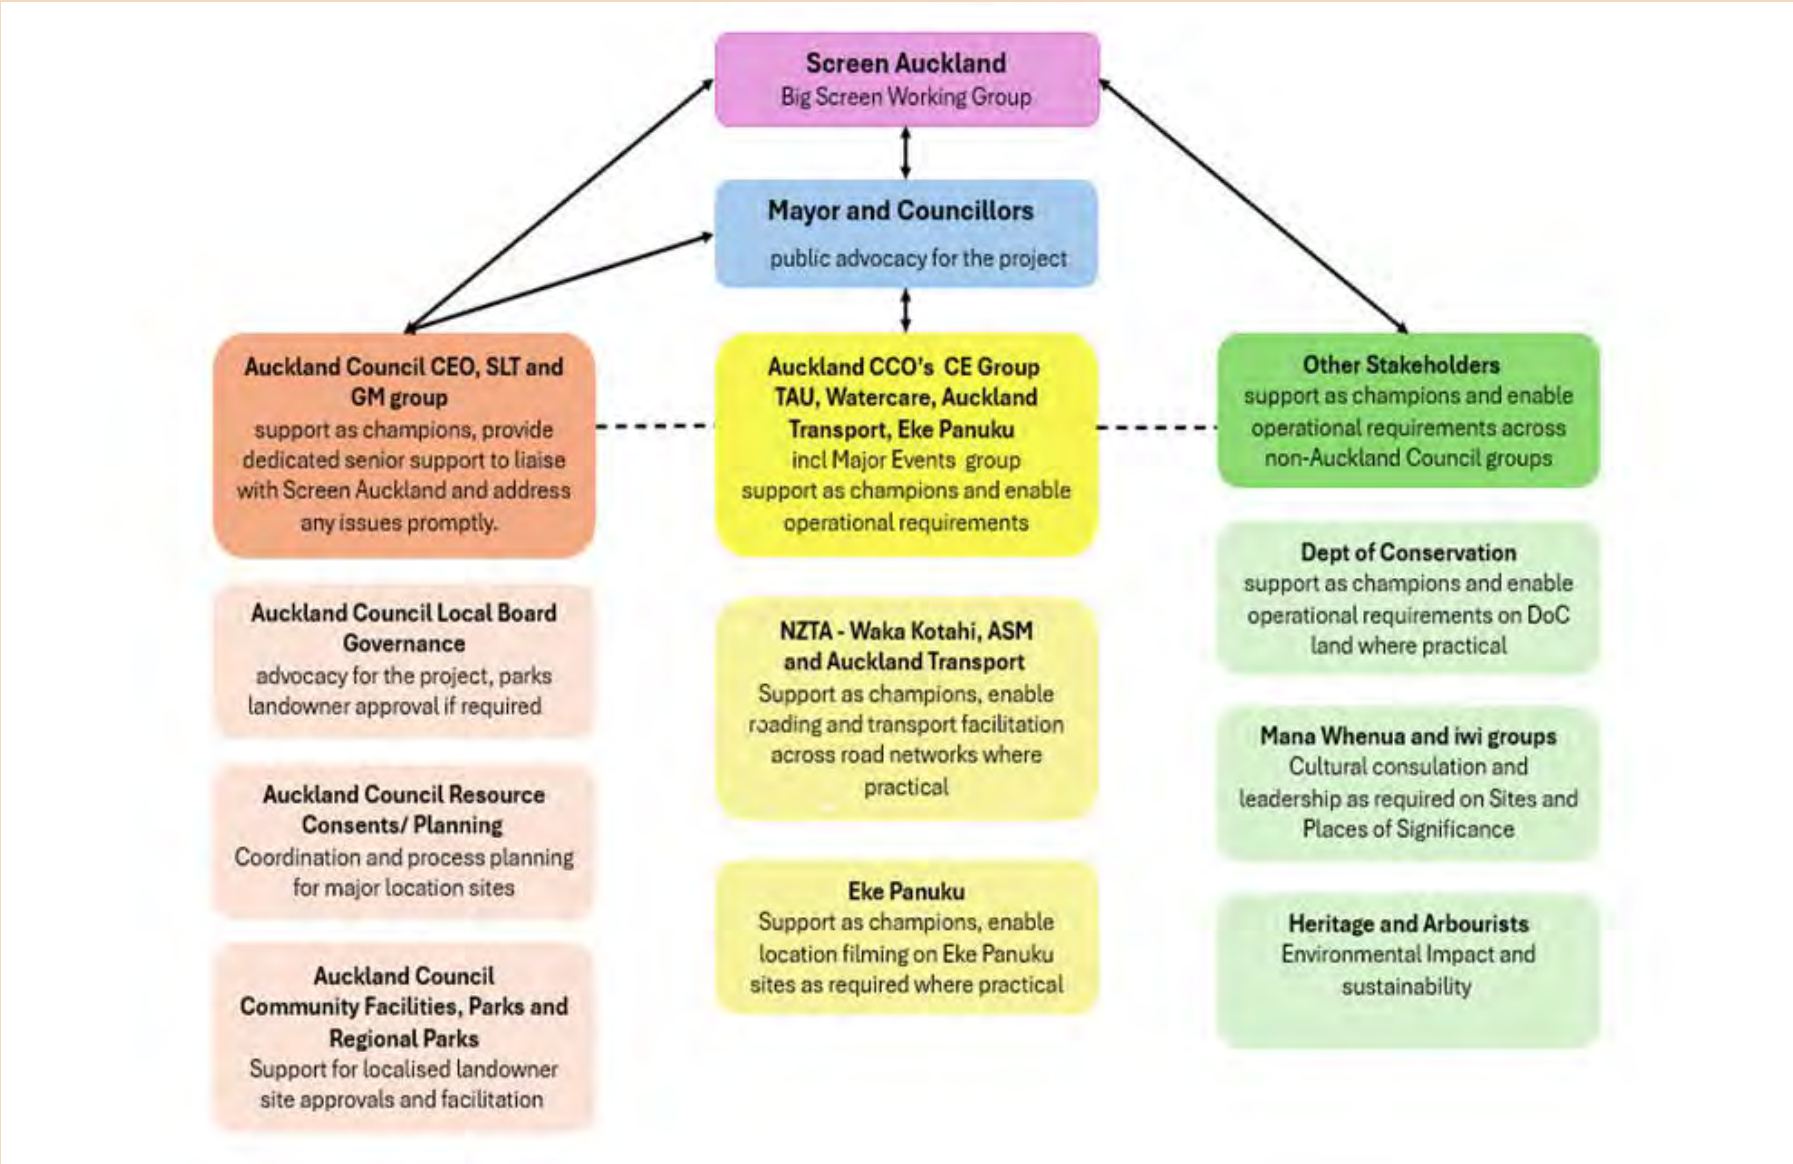 Screen Auckland
Big Screen Working Group
Mayor and Councillors
public advocacy for the project
Auckland Council CEO, SLT and
GM group
support as champions, provide
dedicated senior support to liaise
with Screen Auckland and address
any issues promptly.
Auckland Council Local Board
Governance
advocacy for the project, parks
landowner approval if required
Auckland Council Resource
Consents/ Planning
Coordination and process planning
for major location sites
Auckland Council
Community Facilities, Parks and
Regional Parks
Support for localised landowner
site approvals and facilitation
Auckland CCO's CE Group
TAU, Watercare, Auckland
Transport, Eke Panuku
incl Major Events group
support as champions and enable
operational requirements
NZTA - Waka Kotahi, ASM
and Auckland Transport
Support as champions, enable
roading and transport facilitation
across road networks where
practical
Eke Panuku
Support as champions, enable
location filming on Eke Panuku
sites as required where practical
Other Stakeholders
support as champions and enable
operational requirements across
non-Auckland Council groups
Dept of Conservation
support as champions and enable
operational requirements on DoC
land where practical
Mana Whenua and iwi groups
Cultural consulation and
leadership as required on Sites and
Places of Significance
Heritage and Arbourists
Environmental Impact and
sustainability